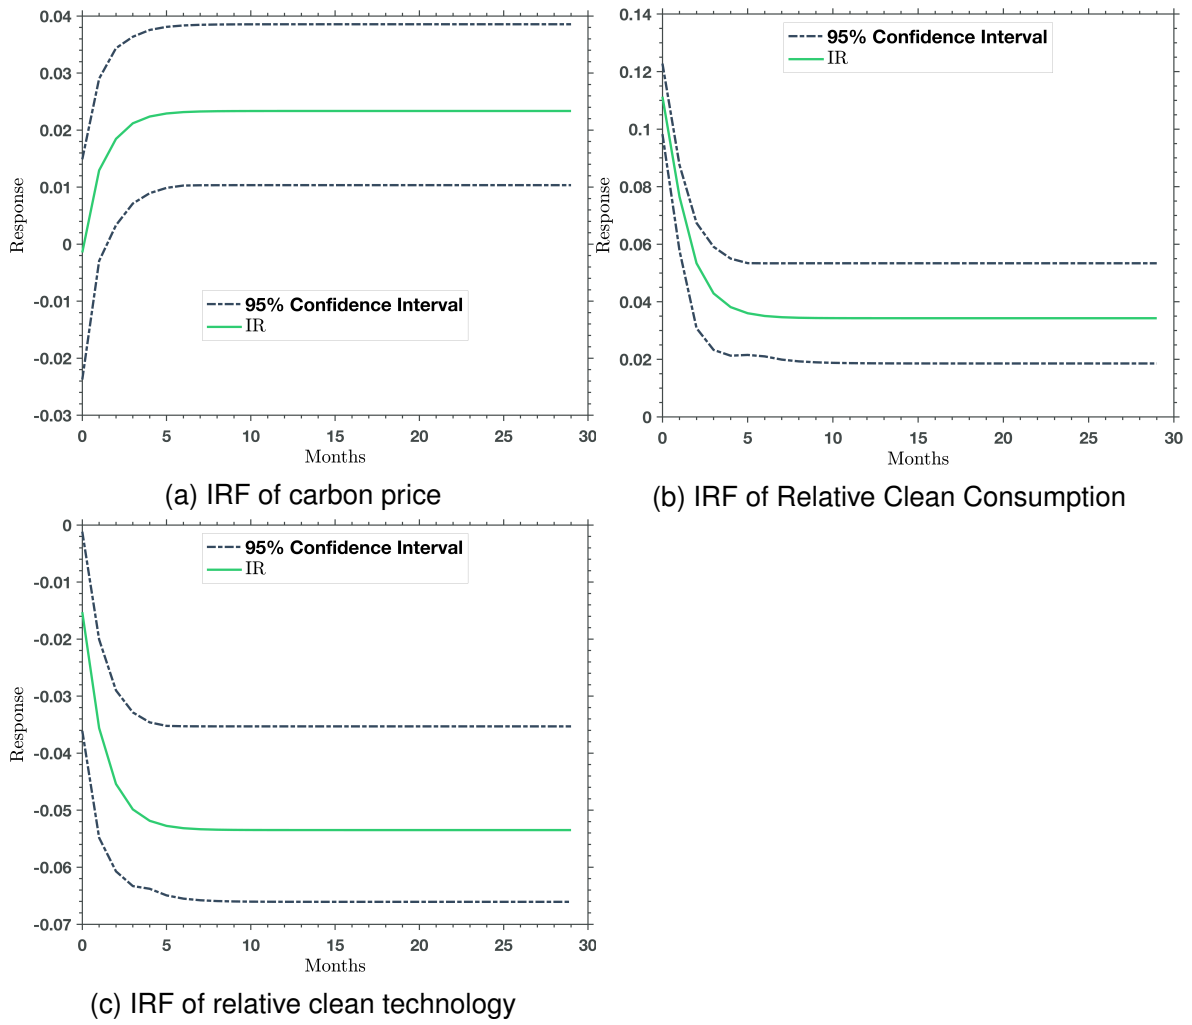 0.04
0.03
0.02
0.01
0
-0.01
-0.02
-0.03
Response
95% Confidence Interval
IR
0 5 10 15 20 25 30
Months
(a) IRF of carbon price
0.14
0.12
0.1
0.08
0.06
0.04
0.02
0
Response
95% Confidence Interval
IR
0 5 10 15 20 25 30
Months
(b) IRF of Relative Clean Consumption
0
-0.01
-0.02
-0.03
-0.04
-0.05
-0.06
-0.07
Response
95% Confidence Interval
IR
0 5 10 15 20 25 30
Months
(c) IRF of relative clean technology